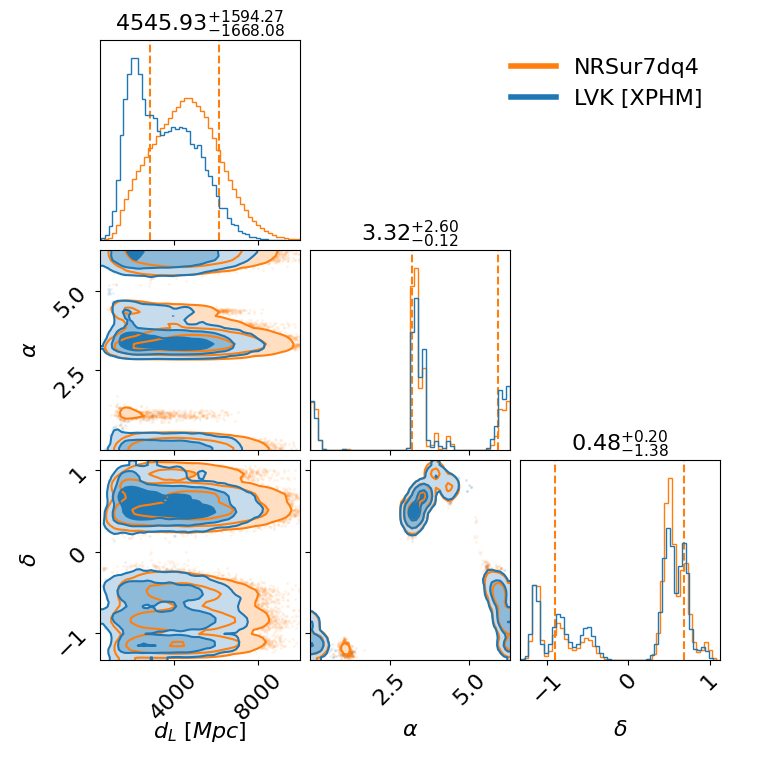 4545.93+1594.27−1668.08
NRSur7dq4
LVK [XPHM]
3.32+2.60−0.12
5.0
2.5
α
0.48+0.20−1.38
1
0
−1
δ
4000
8000
2.5
5.0
−1
0
1
d_L [Mpc]
α
δ